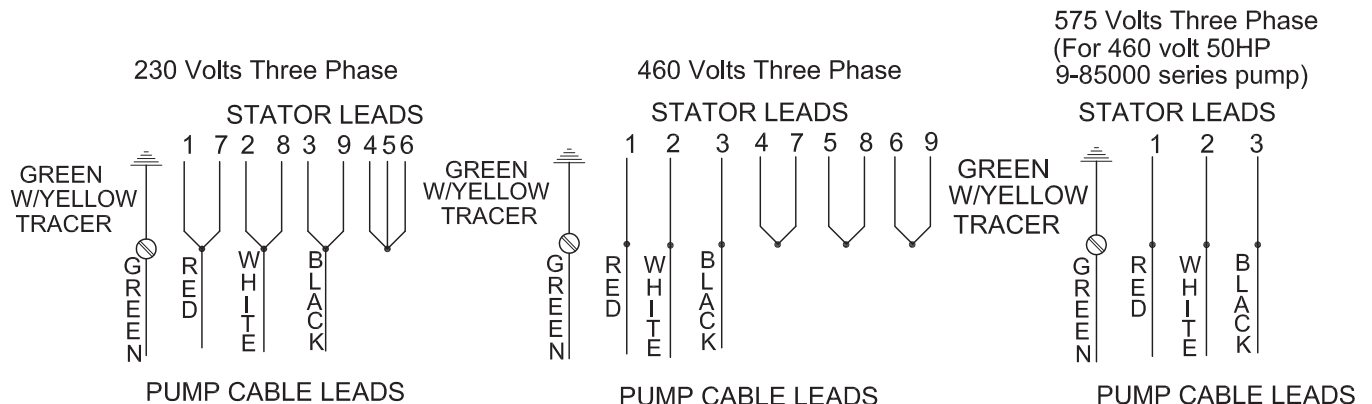 230 Volts Three Phase
STATOR LEADS
1 7 2 8 3 9 4 5 6
GREEN
W/YELLOW
TRACER
GREEN
RED
WHITE
BLACK
PUMP CABLE LEADS
460 Volts Three Phase
STATOR LEADS
1 2 3 4 7 5 8 6 9
GREEN
W/YELLOW
TRACER
GREEN
RED
WHITE
BLACK
PUMP CABLE LEADS
575 Volts Three Phase
(For 460 volt 50HP
9-85000 series pump)
STATOR LEADS
1 2 3
GREEN
W/YELLOW
TRACER
GREEN
RED
WHITE
BLACK
PUMP CABLE LEADS